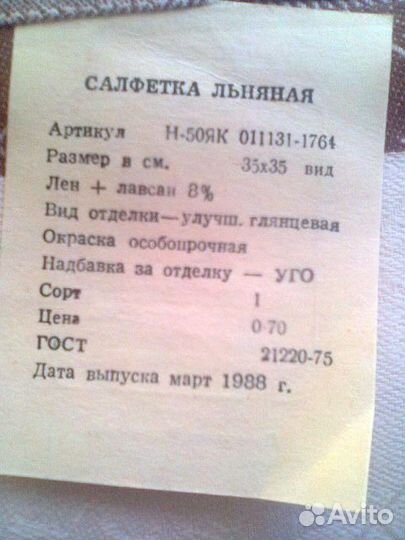 САЛФЕТКА ЛЬНЯНАЯ
Артикул Н-50ЯК 011131-1764
Размер в см. 35х35 вид
Лен + лавсан 8%
Вид отделки—улучш. глянцевая
Окраска особопрочная
Надбавка за отделку — УГО
Сорт 1
Цена 0-70
ГОСТ 21220-75
Дата выпуска март 1988 г.
Avito